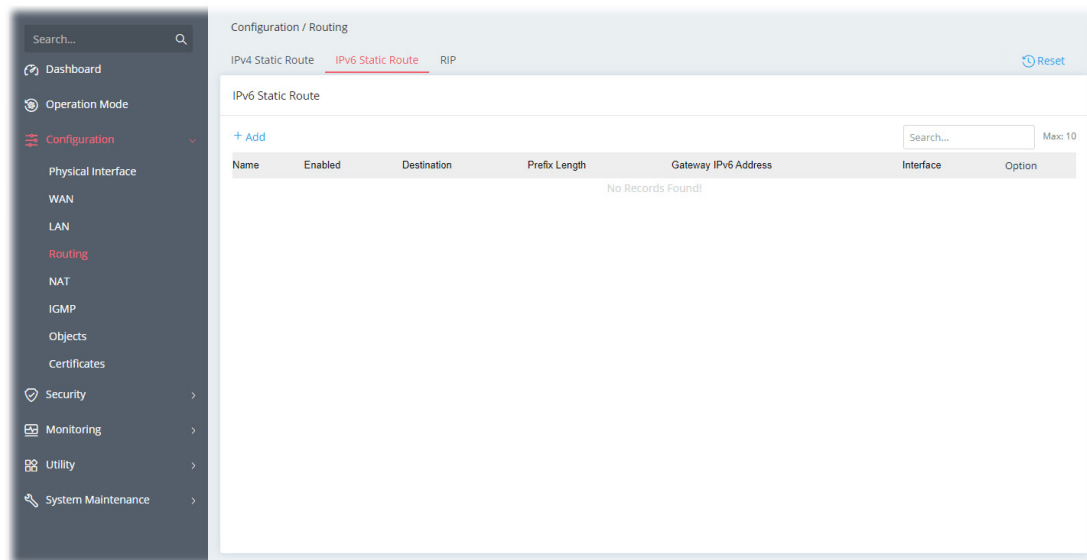 Search...
Dashboard
Operation Mode
Configuration
Physical Interface
WAN
LAN
Routing
NAT
IGMP
Objects
Certificates
Security
Monitoring
Utility
System Maintenance
Configuration / Routing
IPv4 Static Route IPv6 Static Route RIP Reset
IPv6 Static Route
+ Add Search... Max: 10
Name Enabled Destination Prefix Length Gateway IPv6 Address Interface Option
No Records Found!